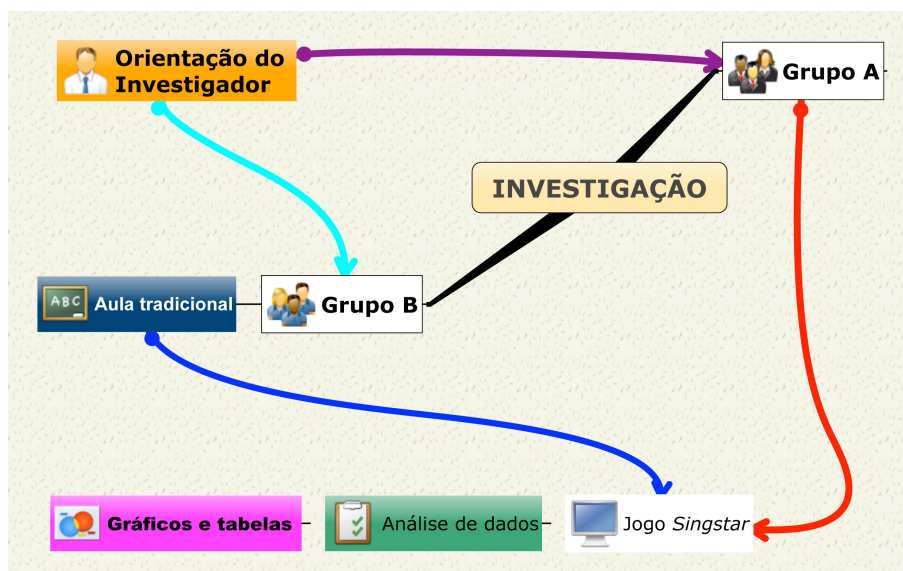 Orientação do
Investigador
Grupo A
INVESTIGAÇÃO
ABC
Aula tradicional
Grupo B
Gráficos e tabelas
Análise de dados
Jogo Singstar